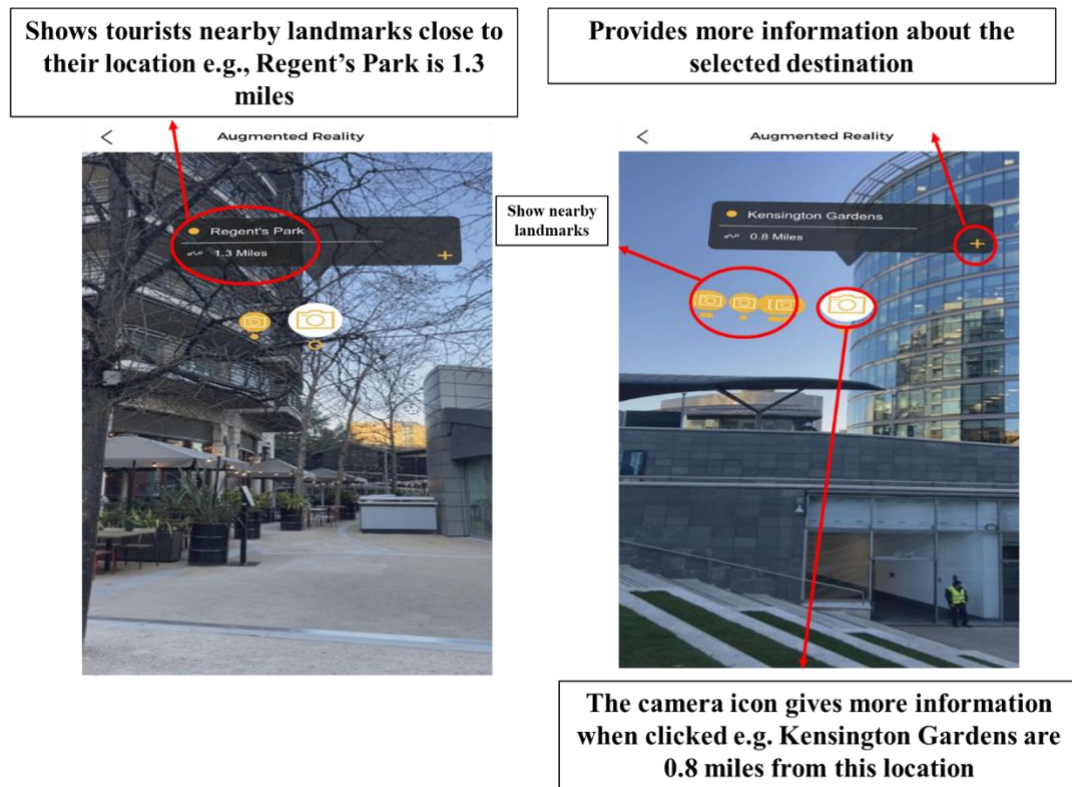 Shows tourists nearby landmarks close to
their location e.g., Regent's Park is 1.3
miles
Provides more information about the
selected destination
Augmented Reality
Regent's Park
1.3 Miles
Show nearby
landmarks
Augmented Reality
Kensington Gardens
0.8 Miles
The camera icon gives more information
when clicked e.g. Kensington Gardens are
0.8 miles from this location